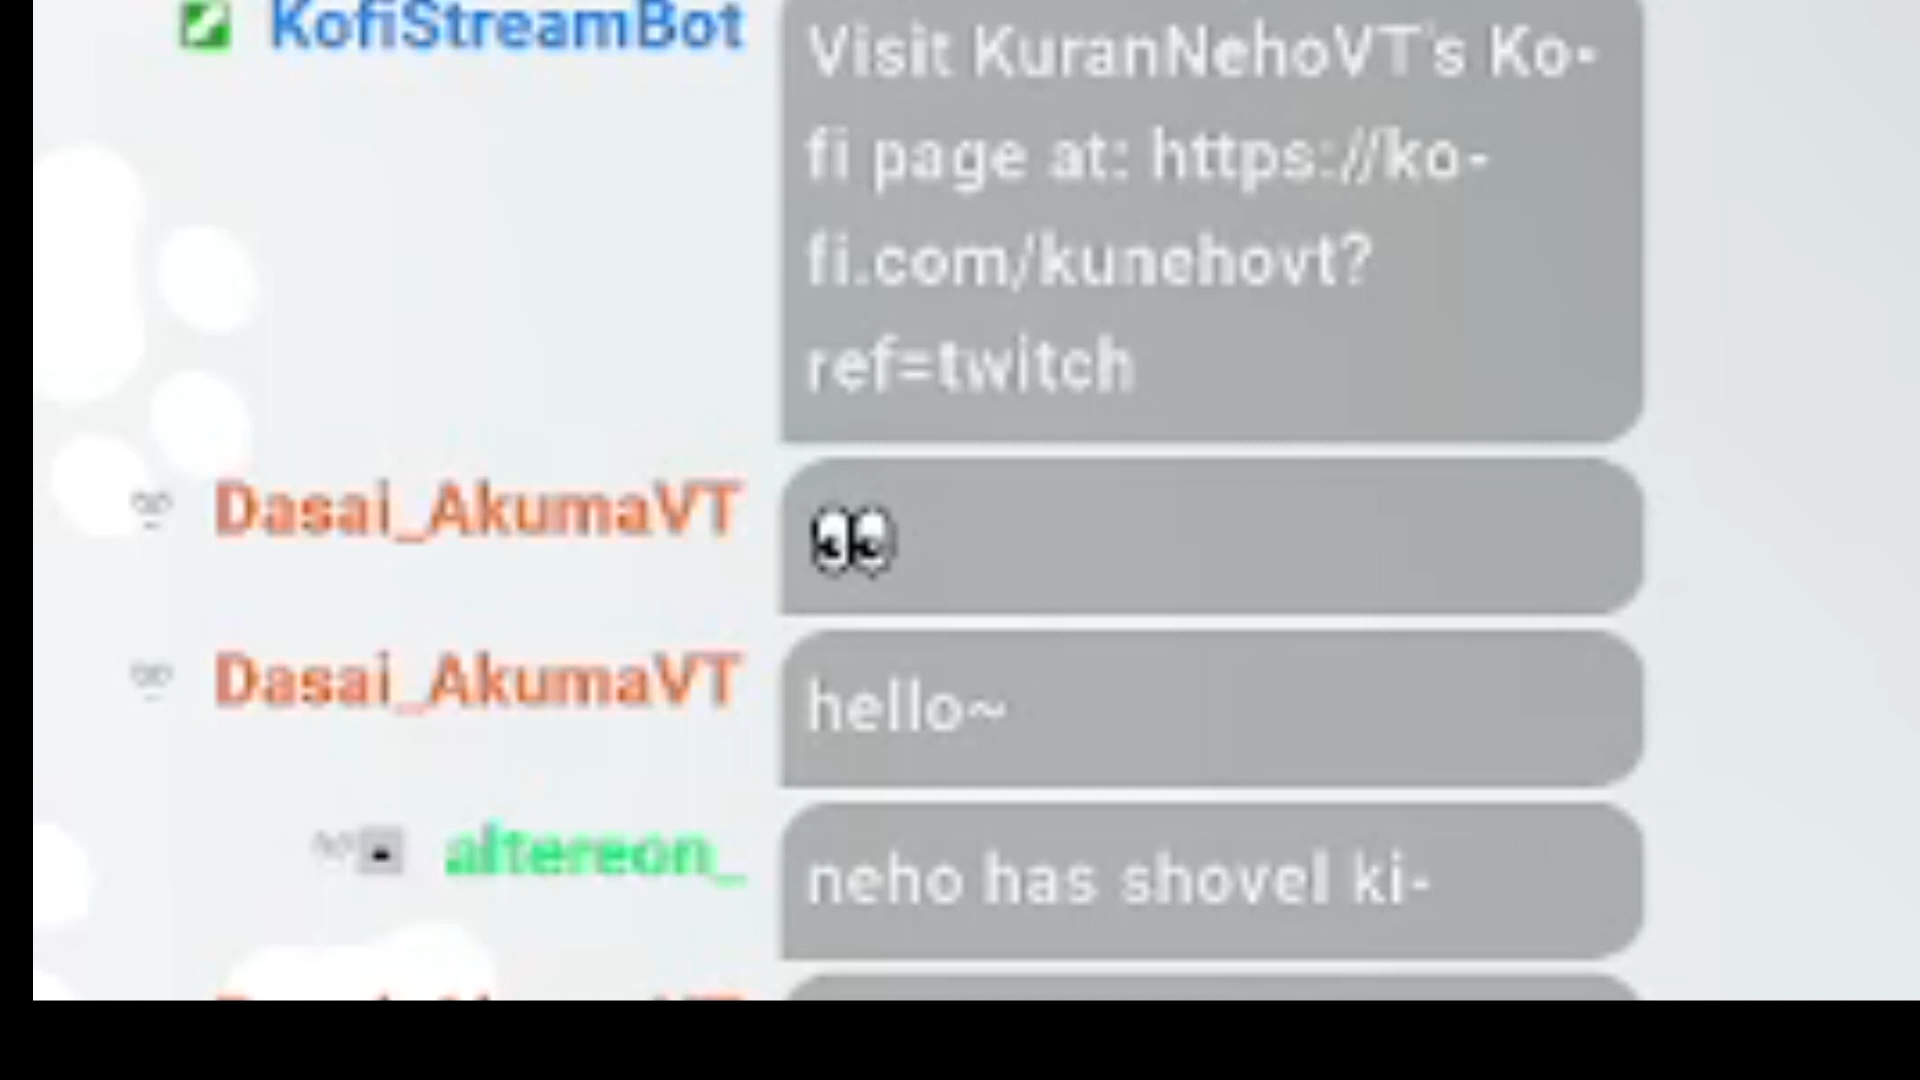 KofiStreamBot
Visit KuranNehoVT's Ko-
fi page at: https://ko-
fi.com/kunehovt?
ref=twitch
Dasai_AkumaVT
👀
Dasai_AkumaVT
hello~
altereon_
neho has shovel ki-